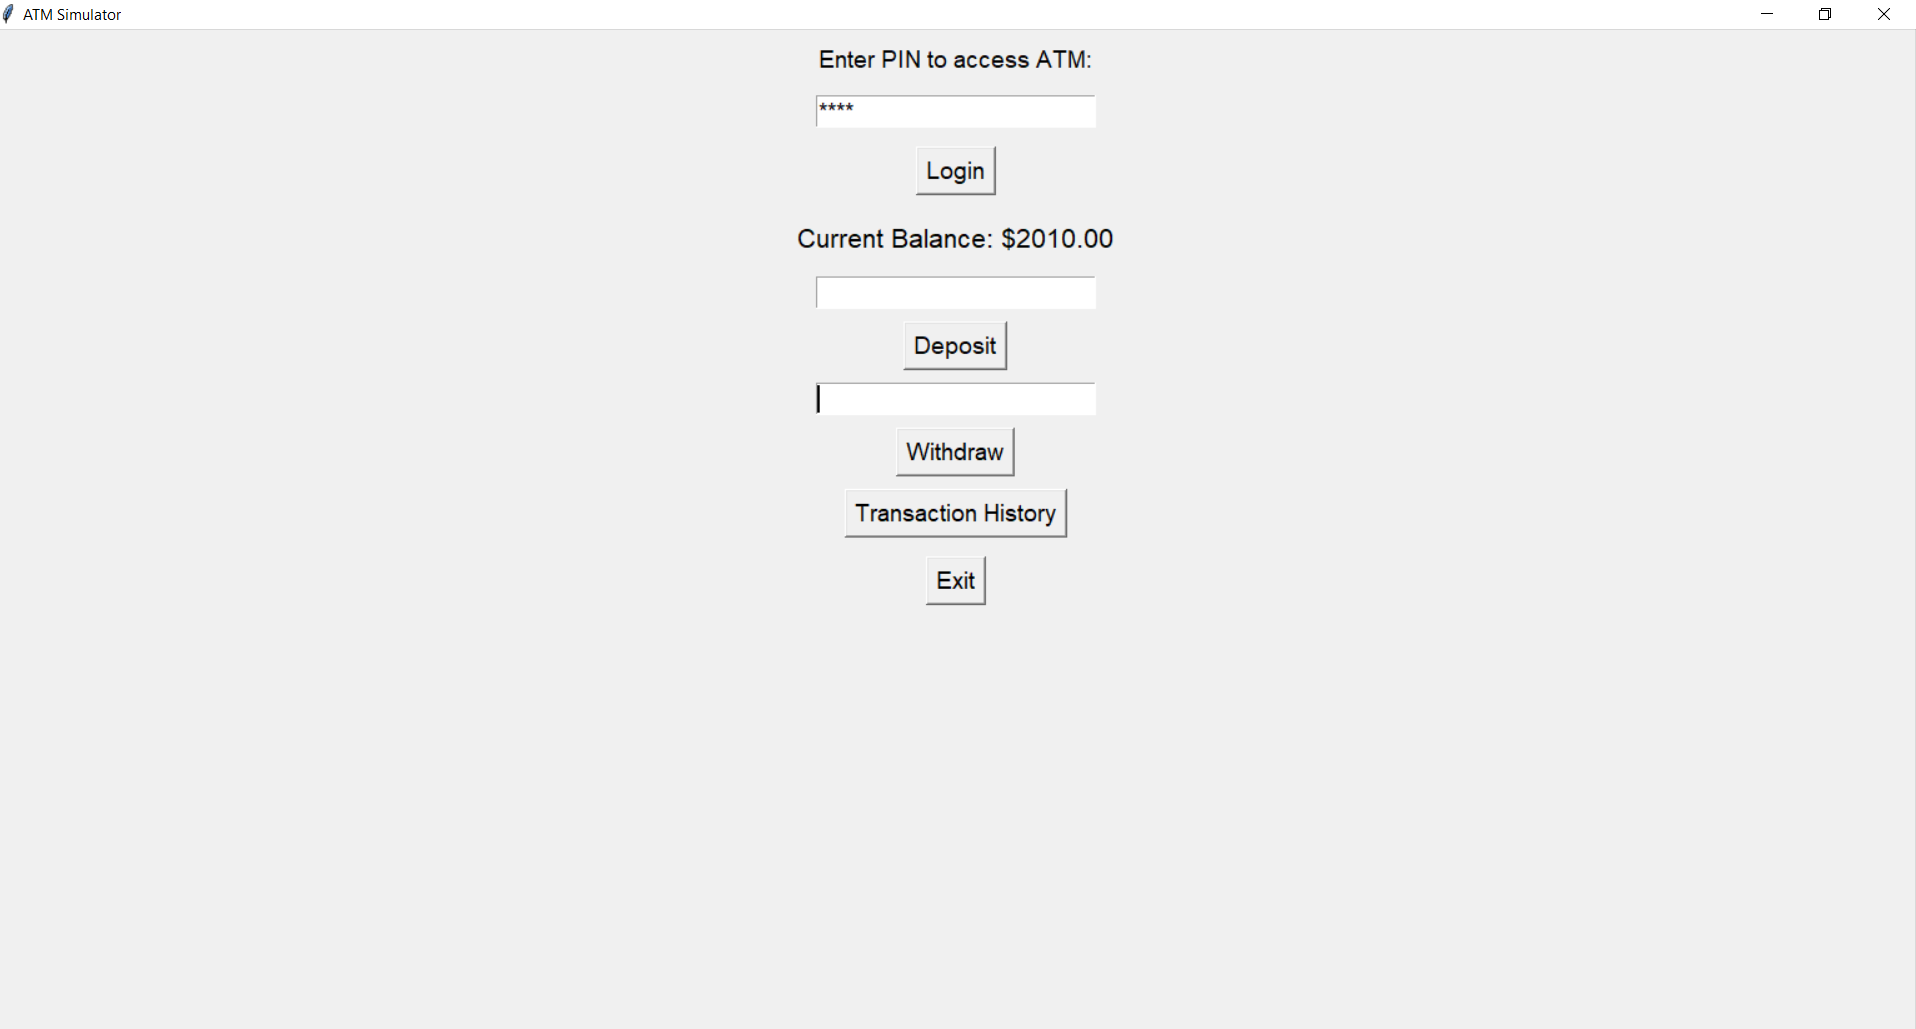 ATM Simulator
Enter PIN to access ATM:
****
Login
Current Balance: $2010.00
Deposit
Withdraw
Transaction History
Exit